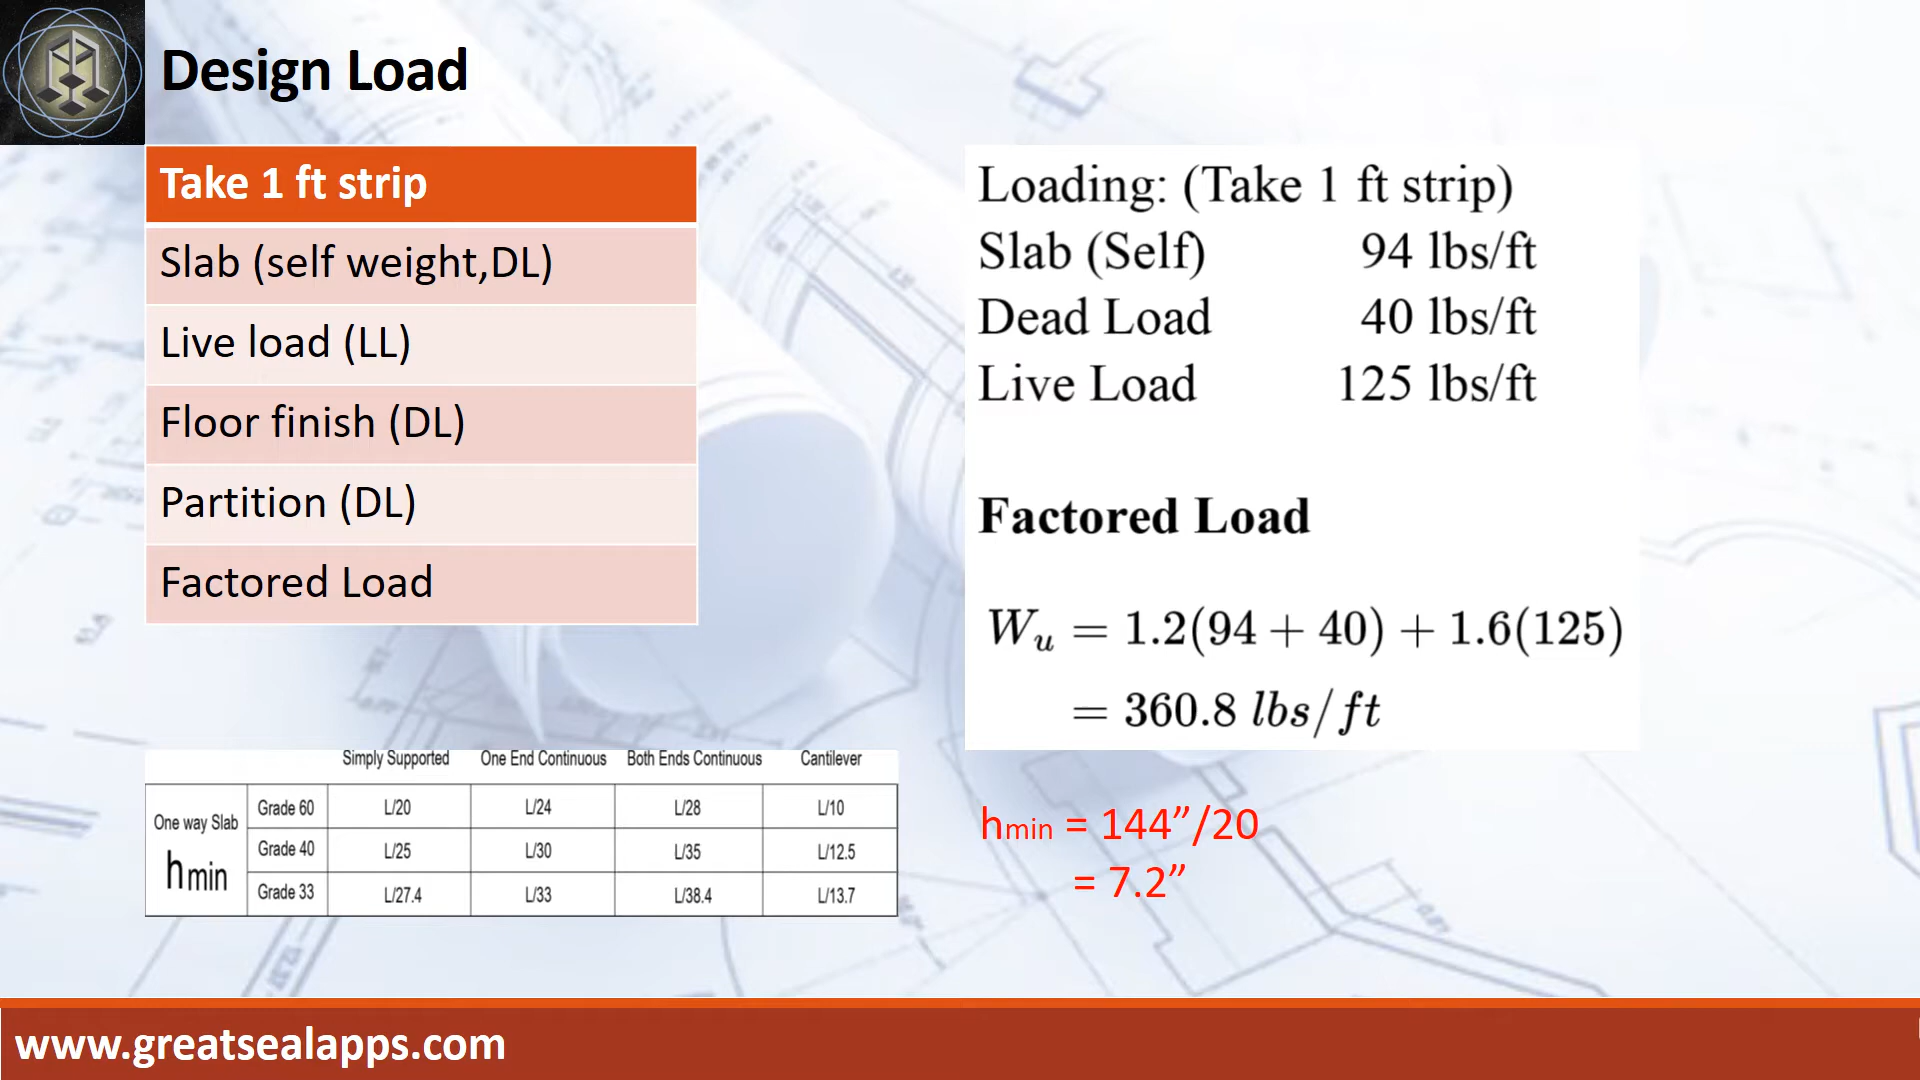 Design Load
Take 1 ft strip
Slab (self weight,DL)
Live load (LL)
Floor finish (DL)
Partition (DL)
Factored Load
Loading: (Take 1 ft strip)
Slab (Self) 94 lbs/ft
Dead Load 40 lbs/ft
Live Load 125 lbs/ft
Factored Load
Wu = 1.2(94 + 40) + 1.6(125)
= 360.8 lbs/ft
Simply Supported One End Continuous Both Ends Continuous Cantilever
One way Slab
hmin
Grade 60 L/20 L/24 L/28 L/10
Grade 40 L/25 L/30 L/35 L/12.5
Grade 33 L/27.4 L/33 L/38.4 L/13.7
hmin = 144”/20
= 7.2”
www.greatsealapps.com